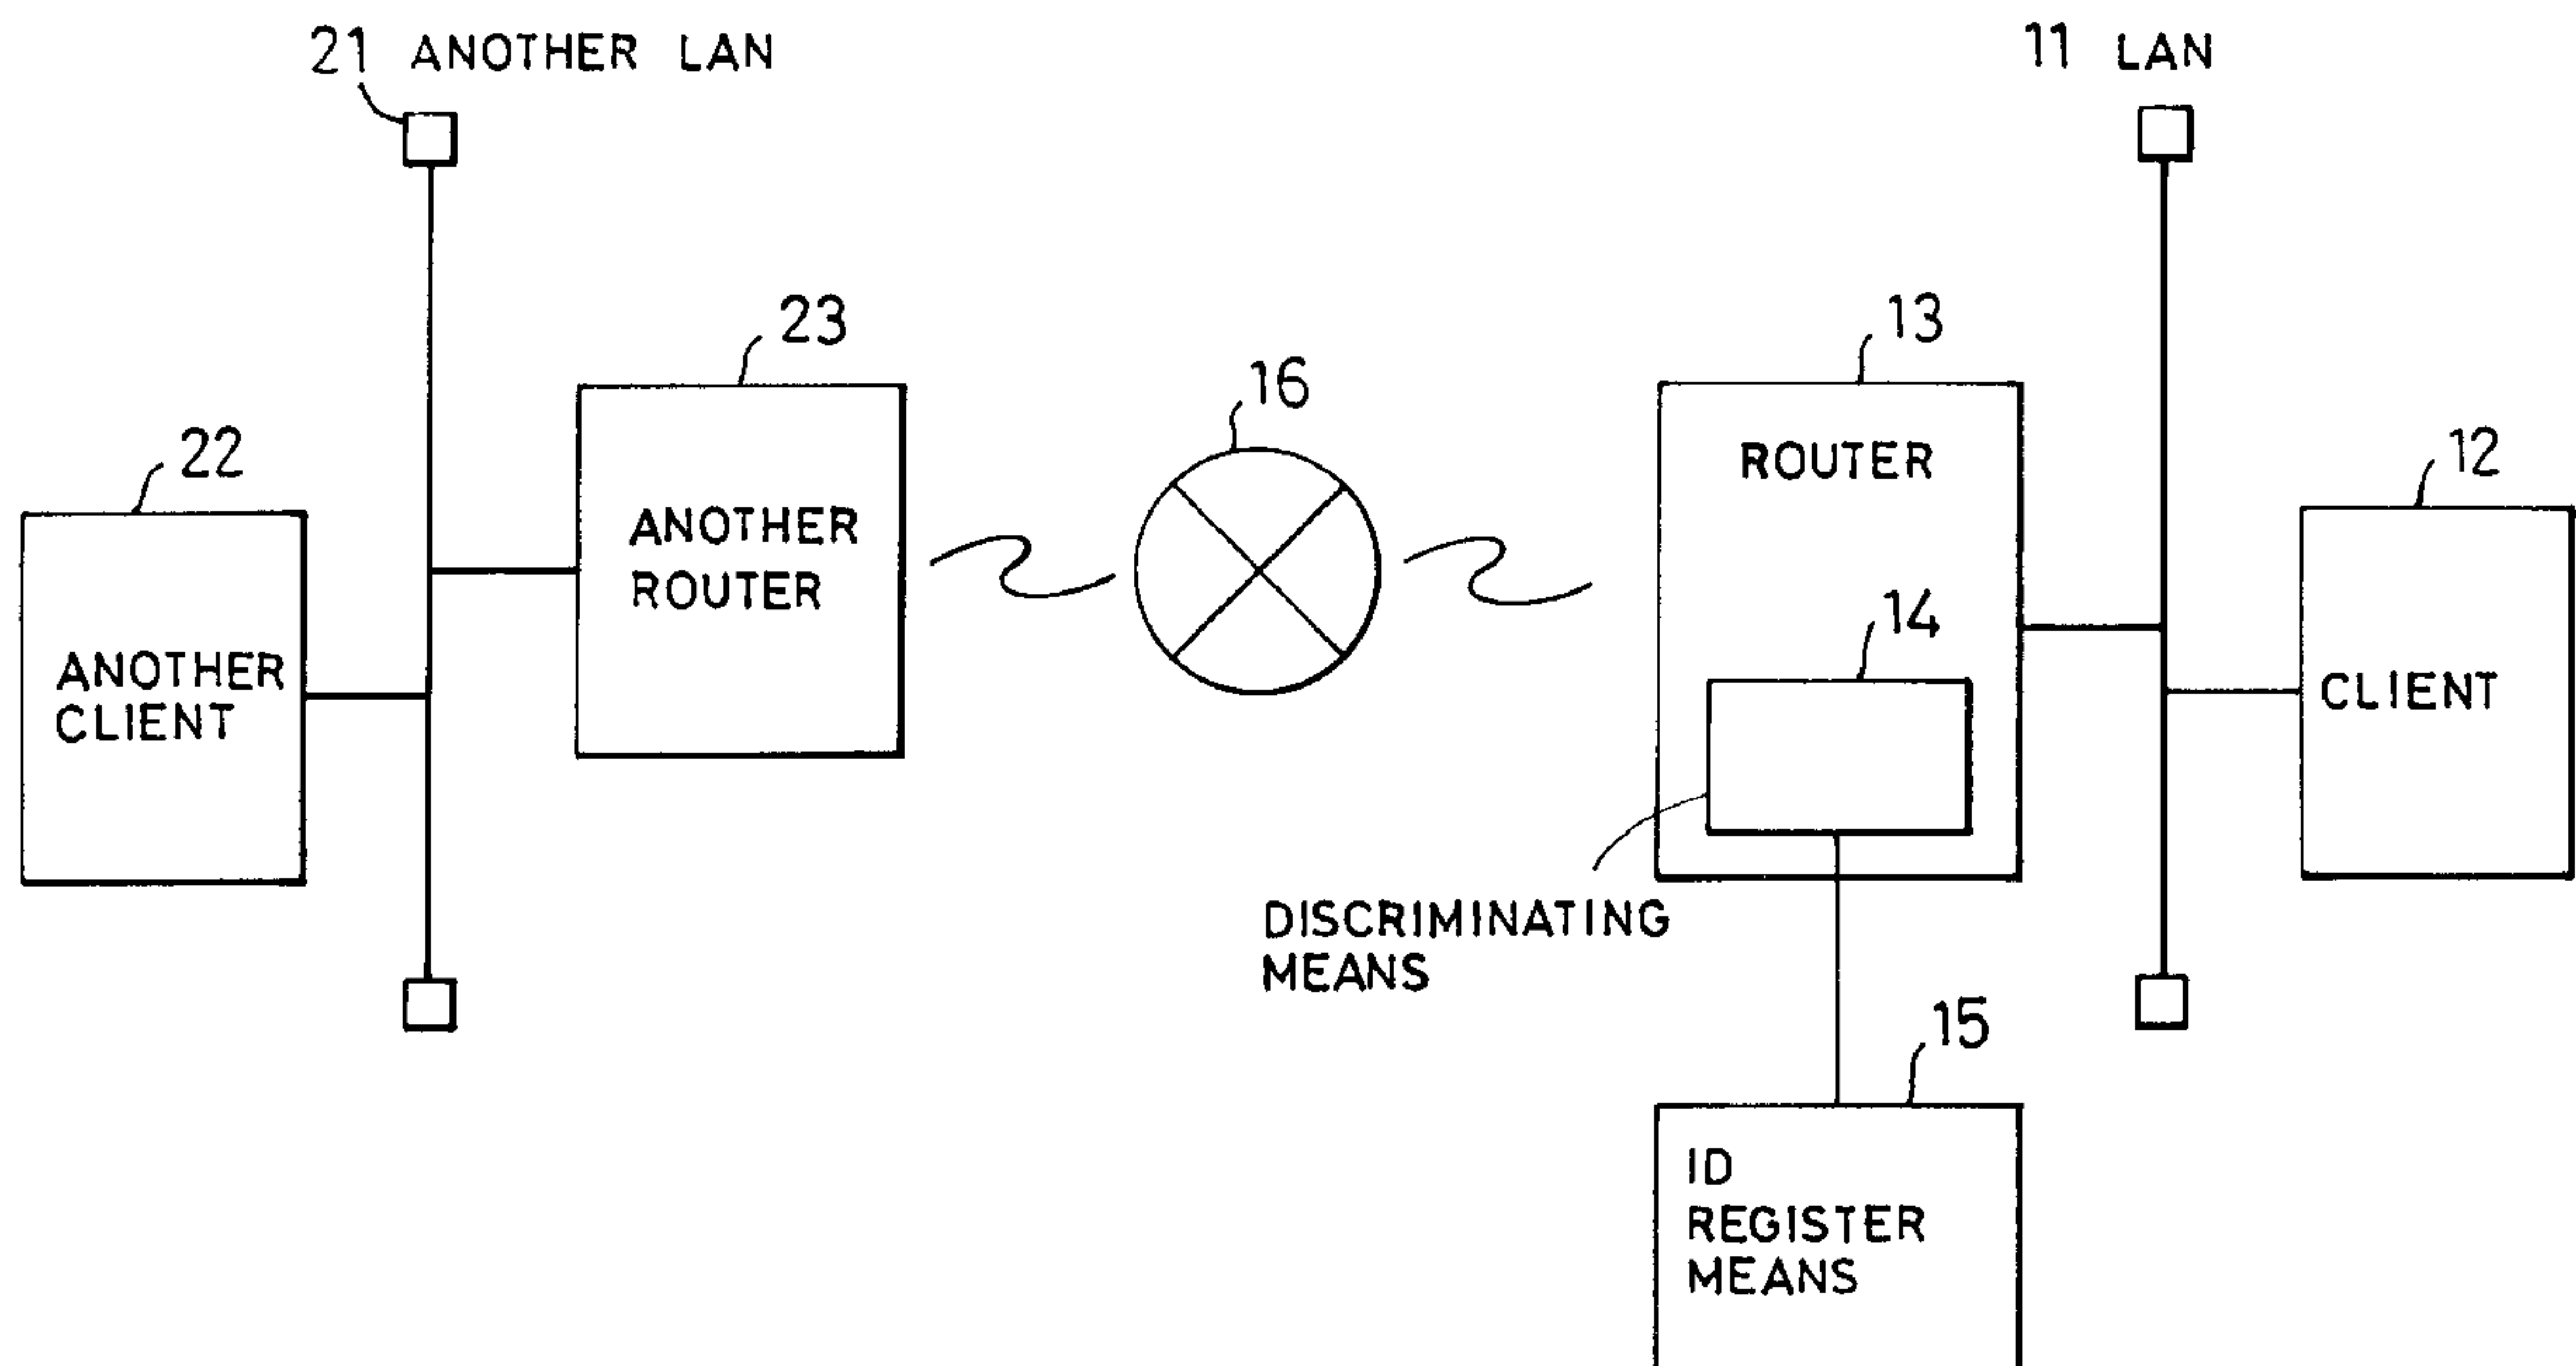 21 ANOTHER LAN
11 LAN
23
13
16
22
12
ROUTER
ANOTHER
ROUTER
14
ANOTHER
CLIENT
CLIENT
DISCRIMINATING
MEANS
15
ID
REGISTER
MEANS